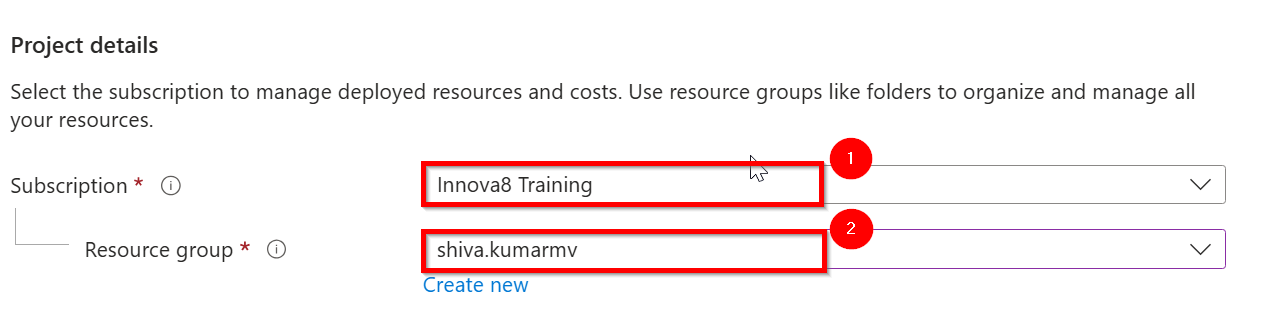 Project details
Select the subscription to manage deployed resources and costs. Use resource groups like folders to organize and manage all
your resources.
Subscription * i
Innova8 Training
1
Resource group * i
shiva.kumarmv
2
Create new